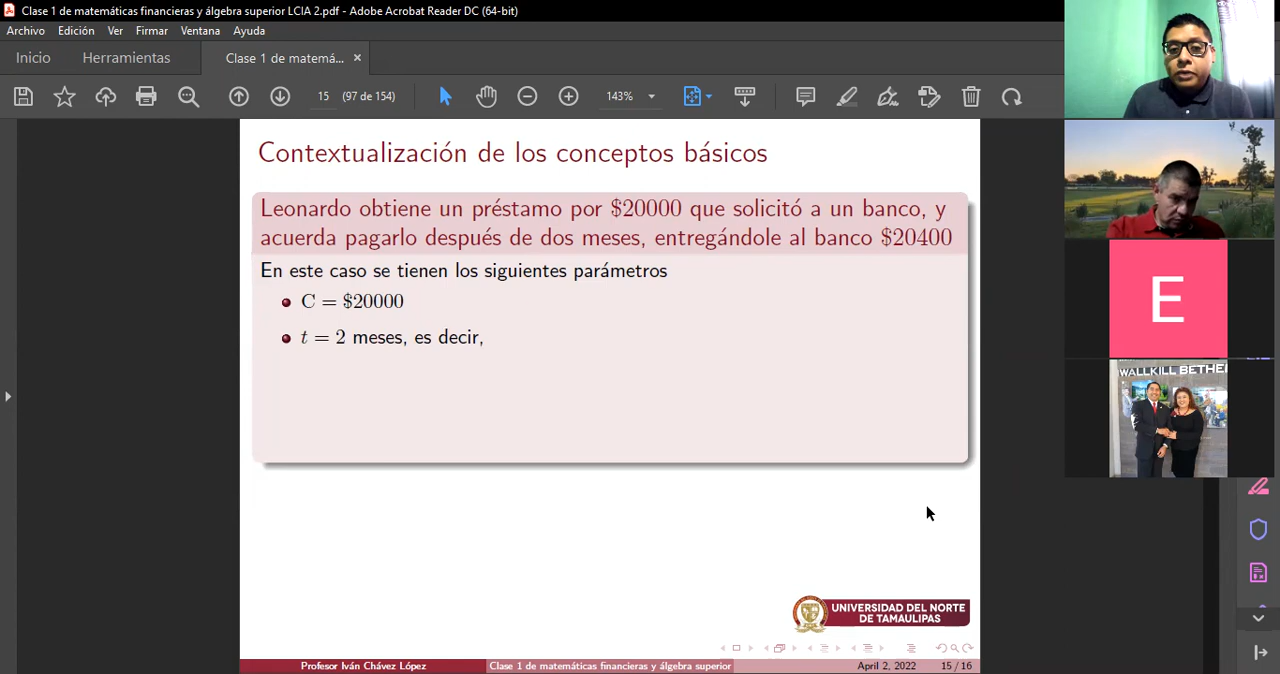 Clase 1 de matemáticas financieras y álgebra superior LCIA 2.pdf - Adobe Acrobat Reader DC (64-bit)
Archivo Edición Ver Firmar Ventana Ayuda
Inicio Herramientas Clase 1 de matemá... ×
15 (97 de 154) 143%
Contextualización de los conceptos básicos
Leonardo obtiene un préstamo por $20000 que solicitó a un banco, y
acuerda pagarlo después de dos meses, entregándole al banco $20400
En este caso se tienen los siguientes parámetros
C = $20000
t = 2 meses, es decir,
E
WALLKILL BETHE
UNIVERSIDAD DEL NORTE
DE TAMAULIPAS
Profesor Iván Chávez López Clase 1 de matemáticas financieras y álgebra superior April 2, 2022 15 / 16